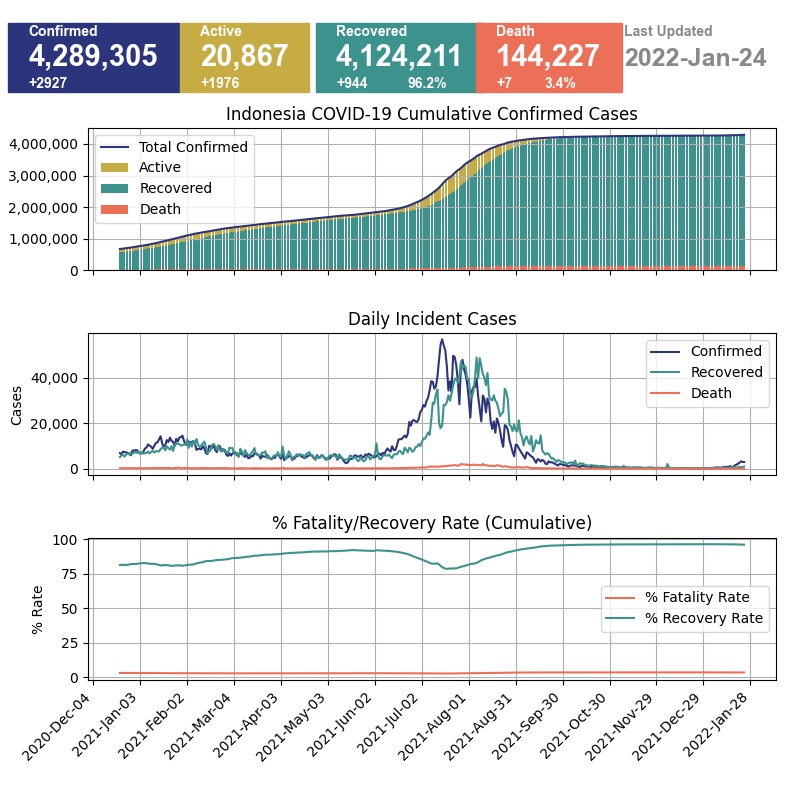 Confirmed
4,289,305
+2927
Active
20,867
+1976
Recovered
4,124,211
+944 96.2%
Death
144,227
+7 3.4%
Last Updated
2022-Jan-24
Indonesia COVID-19 Cumulative Confirmed Cases
4,000,000
3,000,000
2,000,000
1,000,000
0
Total Confirmed
Active
Recovered
Death
Daily Incident Cases
Cases
40,000
20,000
0
Confirmed
Recovered
Death
% Fatality/Recovery Rate (Cumulative)
% Rate
100
75
50
25
0
% Fatality Rate
% Recovery Rate
2020-Dec-04
2021-Jan-03
2021-Feb-02
2021-Mar-04
2021-Apr-03
2021-May-03
2021-Jun-02
2021-Jul-02
2021-Aug-01
2021-Aug-31
2021-Sep-30
2021-Oct-30
2021-Nov-29
2021-Dec-29
2022-Jan-28